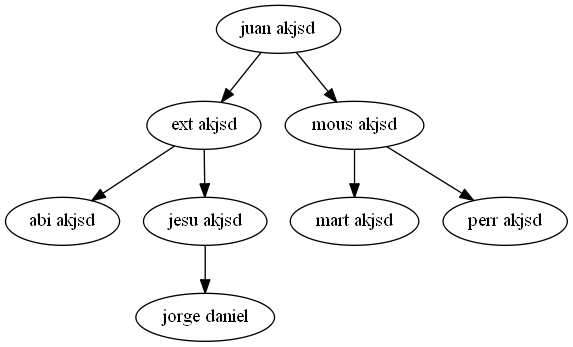 juan akjsd
ext akjsd
mous akjsd
abi akjsd
jesu akjsd
mart akjsd
perr akjsd
jorge daniel